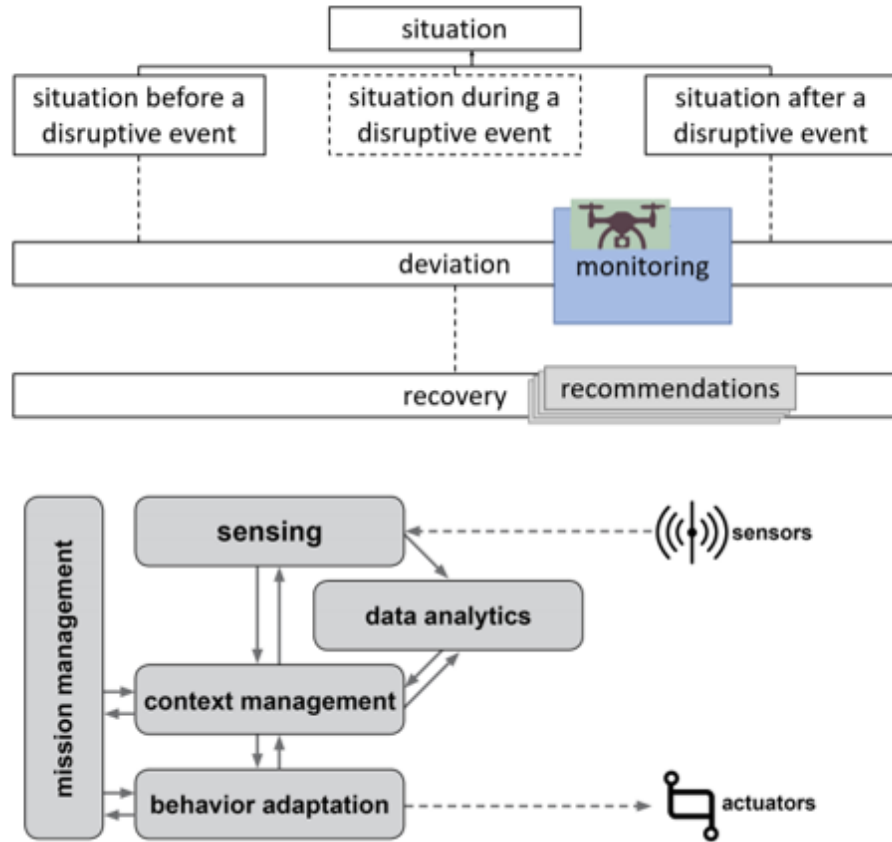 situation
situation before a
disruptive event
situation during a
disruptive event
situation after a
disruptive event
deviation
monitoring
recovery
recommendations
mission management
sensing
sensors
data analytics
context management
behavior adaptation
actuators